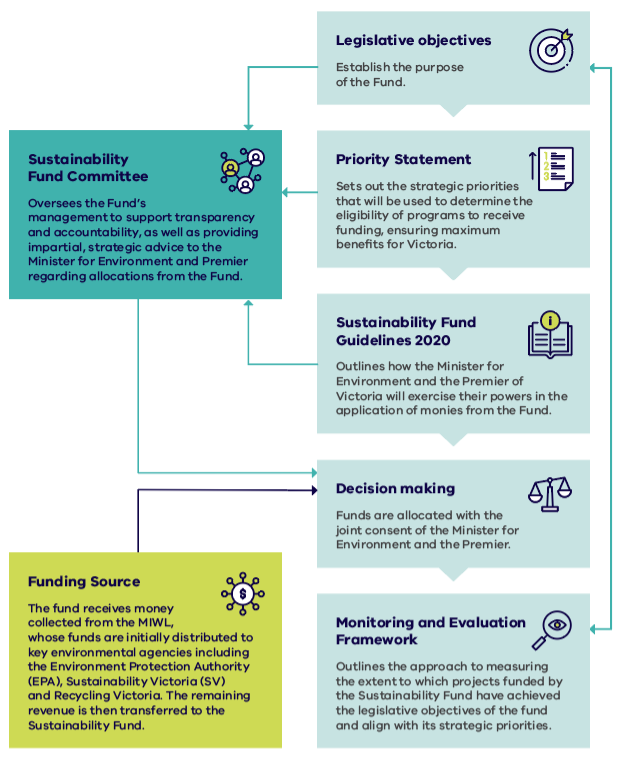 Legislative objectives
Establish the purpose
of the Fund.
Sustainability
Fund Committee
Oversees the Fund's
management to support transparency
and accountability, as well as providing
impartial, strategic advice to the
Minister for Environment and Premier
regarding allocations from the Fund.
Priority Statement
1
2
3
Sets out the strategic priorities
that will be used to determine the
eligibility of programs to receive
funding, ensuring maximum
benefits for Victoria.
Sustainability Fund
Guidelines 2020
i
Outlines how the Minister for
Environment and the Premier of
Victoria will exercise their powers in the
application of monies from the Fund.
Decision making
Funds are allocated with the
joint consent of the Minister for
Environment and the Premier.
Funding Source
$
The fund receives money
collected from the MIWL,
whose funds are initially distributed to
key environmental agencies including
the Environment Protection Authority
(EPA), Sustainability Victoria (SV)
and Recycling Victoria. The remaining
revenue is then transferred to the
Sustainability Fund.
Monitoring and Evaluation
Framework
Outlines the approach to measuring
the extent to which projects funded by
the Sustainability Fund have achieved
the legislative objectives of the fund
and align with its strategic priorities.